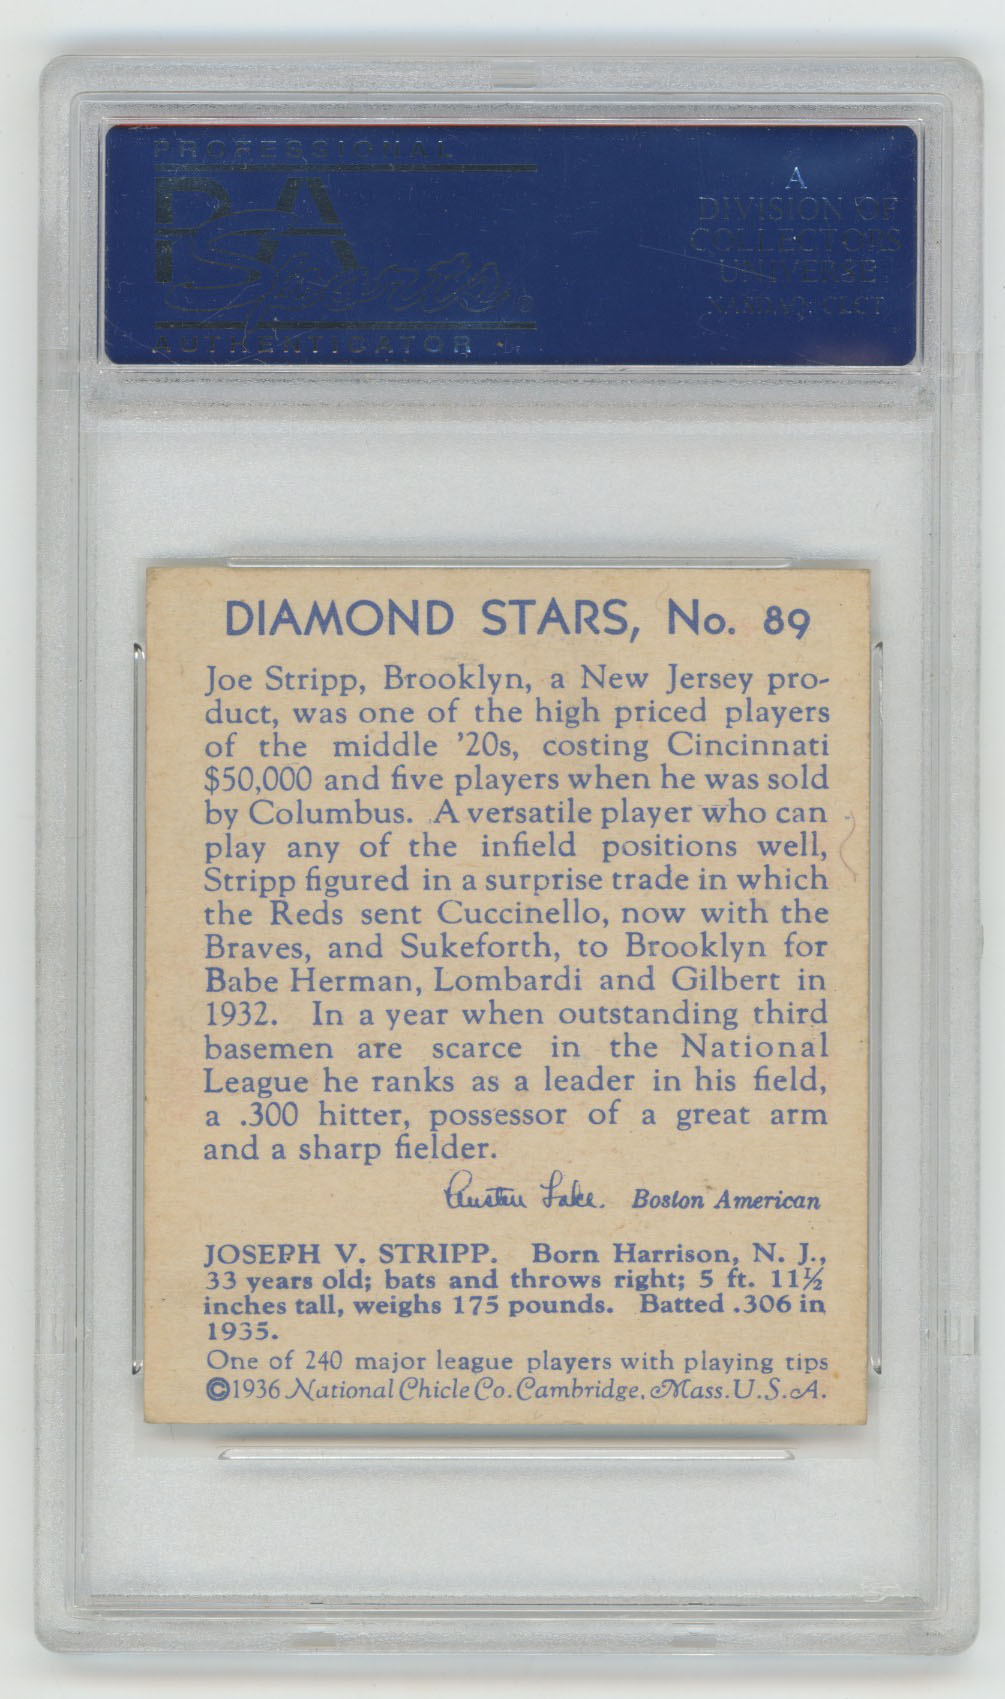 PROFESSIONAL
PSA
Sports
AUTHENTICATOR
A
DIVISION OF
COLLECTORS
UNIVERSE
NASDAQ: CLCT
DIAMOND STARS, No. 89
Joe Stripp, Brooklyn, a New Jersey pro-
duct, was one of the high priced players
of the middle '20s, costing Cincinnati
$50,000 and five players when he was sold
by Columbus. A versatile player who can
play any of the infield positions well,
Stripp figured in a surprise trade in which
the Reds sent Cuccinello, now with the
Braves, and Sukeforth, to Brooklyn for
Babe Herman, Lombardi and Gilbert in
1932. In a year when outstanding third
basemen are scarce in the National
League he ranks as a leader in his field,
a .300 hitter, possessor of a great arm
and a sharp fielder.
Austen Lake. Boston American
JOSEPH V. STRIPP. Born Harrison, N. J.,
33 years old; bats and throws right; 5 ft. 11½
inches tall, weighs 175 pounds. Batted .306 in
1935.
One of 240 major league players with playing tips
©1936 National Chicle Co. Cambridge, Mass. U.S.A.